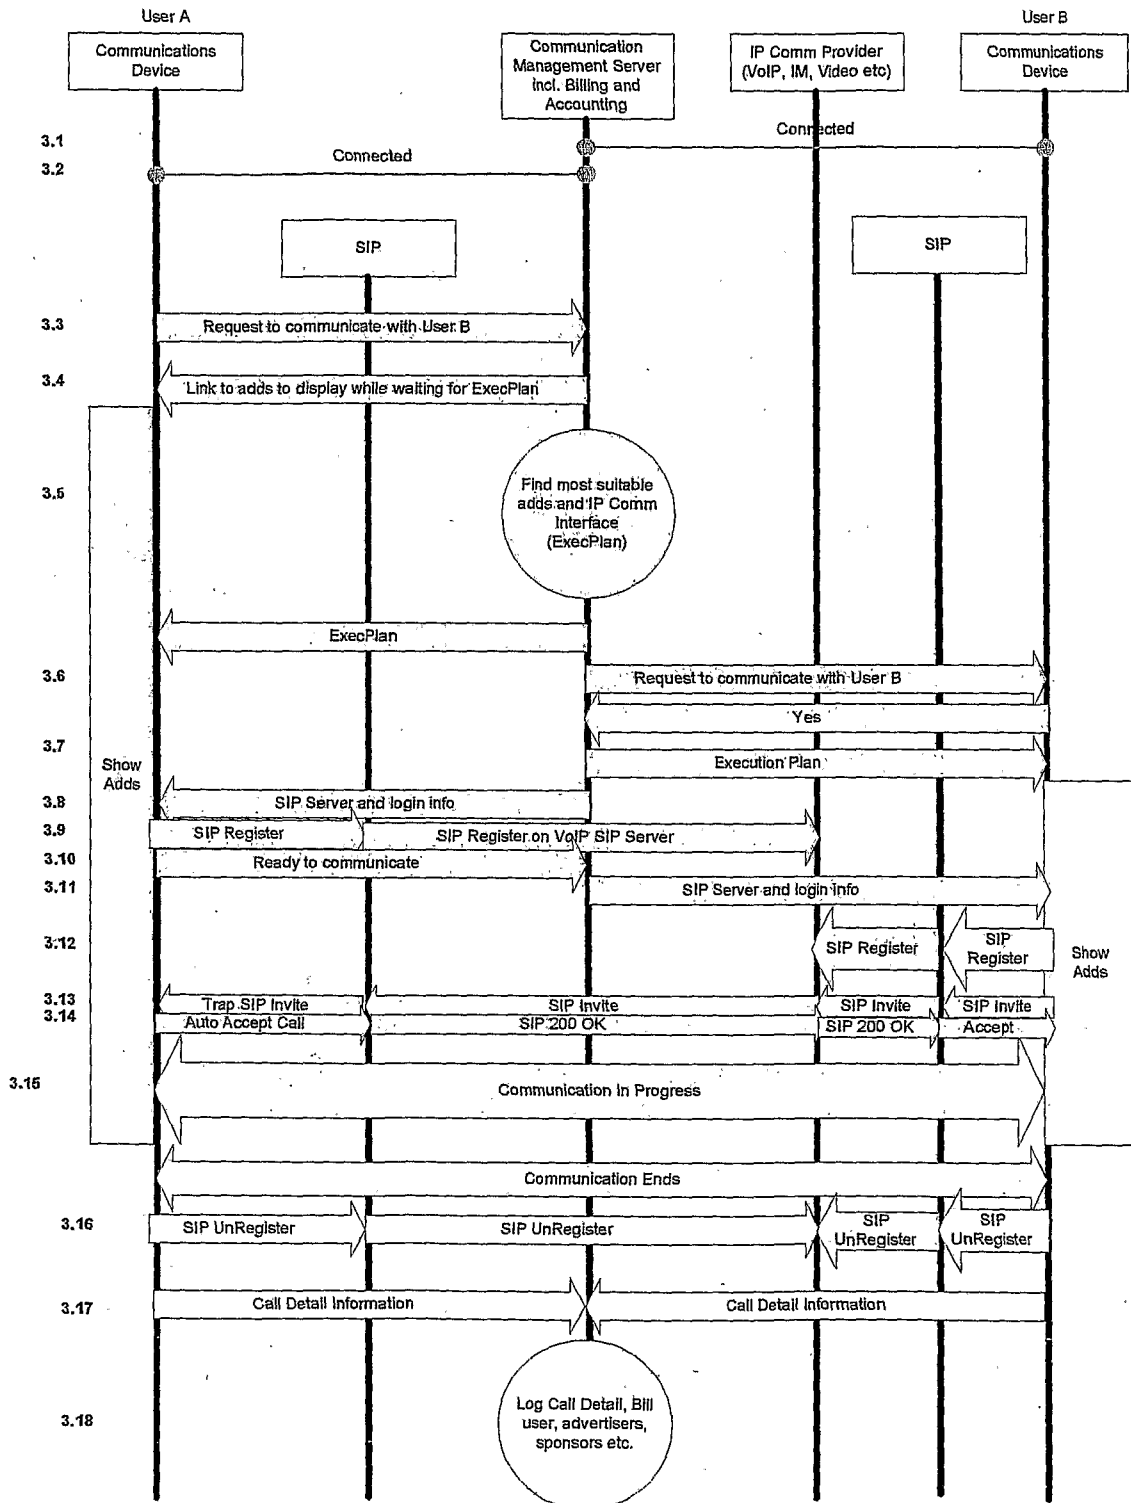 User A
User B
Communications
Device
Communication
Management Server
incl. Billing and
Accounting
IP Comm Provider
(VoIP, IM, Video etc)
Communications
Device
3.1
Connected
3.2
Connected
SIP
SIP
3.3
Request to communicate with User B
3.4
Link to adds to display while waiting for ExecPlan
3.5
Find most suitable
adds and IP Comm
Interface
(ExecPlan)
ExecPlan
3.6
Request to communicate with User B
Yes
3.7
Execution Plan
Show
Adds
3.8
SIP Server and login info
3.9
SIP Register
SIP Register on VoIP SIP Server
3.10
Ready to communicate
3.11
SIP Server and login info
3.12
SIP Register
SIP
Register
Show
Adds
3.13
Trap SIP Invite
SIP Invite
SIP Invite
SIP Invite
3.14
Auto Accept Call
SIP 200 OK
SIP 200 OK
Accept
3.15
Communication In Progress
Communication Ends
3.16
SIP UnRegister
SIP UnRegister
SIP
UnRegister
SIP
UnRegister
3.17
Call Detail Information
Call Detail Information
3.18
Log Call Detail, Bill
user, advertisers,
sponsors etc.